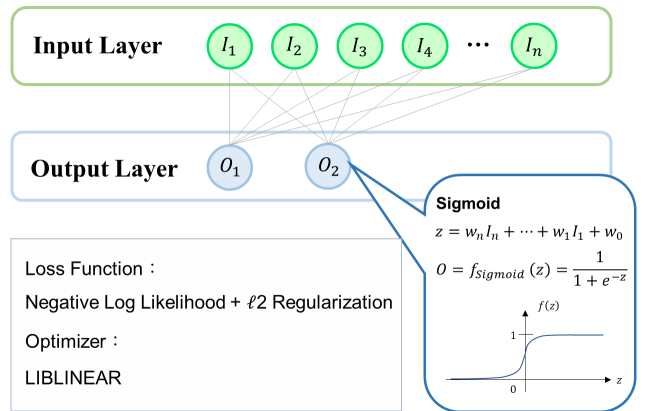 Input Layer I₁ I₂ I₃ I₄ ⋯ Iₙ
Output Layer O₁ O₂
Sigmoid
z = wₙIₙ + ⋯ + w₁I₁ + w₀
O = f_Sigmoid (z) = 1 / (1 + e^−z)
f(z)
1
0
z
Loss Function：
Negative Log Likelihood + ℓ2 Regularization
Optimizer：
LIBLINEAR